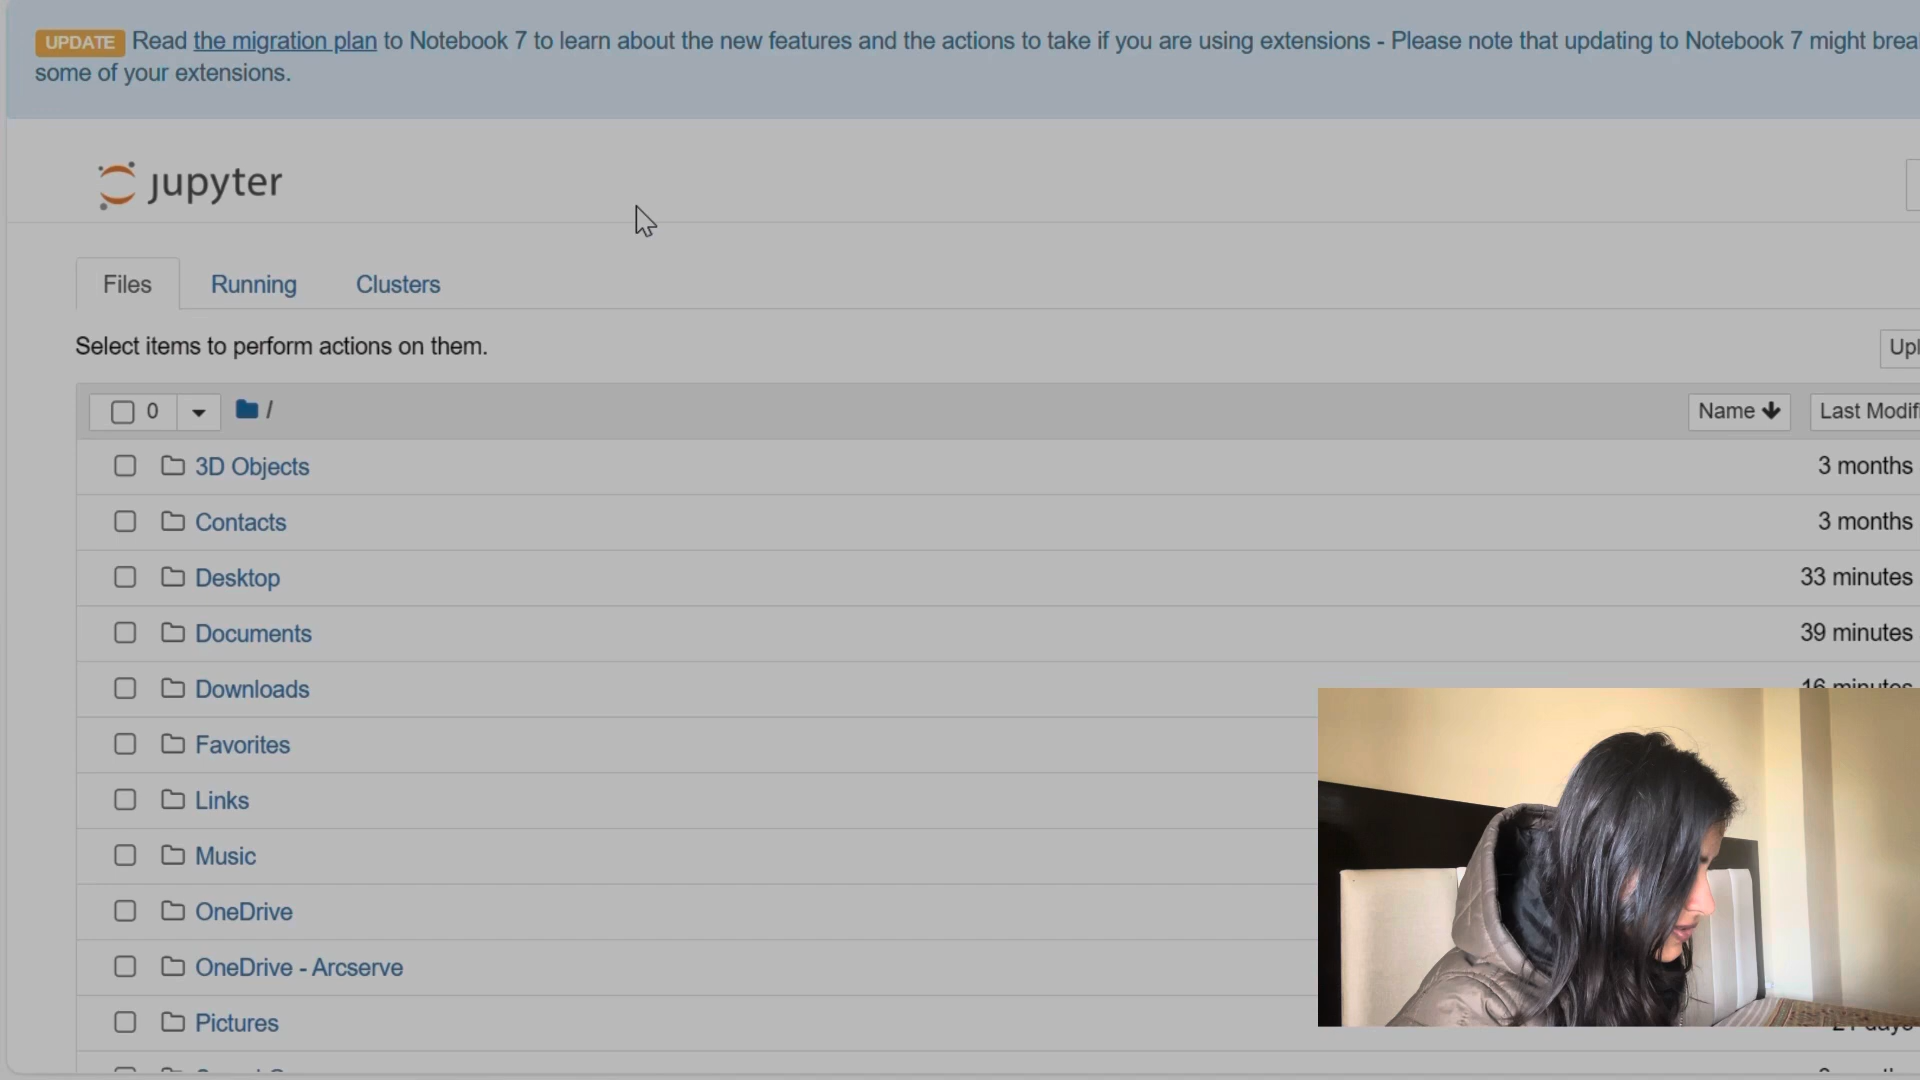 UPDATE Read the migration plan to Notebook 7 to learn about the new features and the actions to take if you are using extensions - Please note that updating to Notebook 7 might
some of your extensions.
jupyter
Files Running Clusters
Select items to perform actions on them.
0 / Name Last
3D Objects 3 months
Contacts 3 months
Desktop 33 minutes
Documents 39 minutes
Downloads 16 minutes
Favorites
Links
Music
OneDrive
OneDrive - Arcserve
Pictures